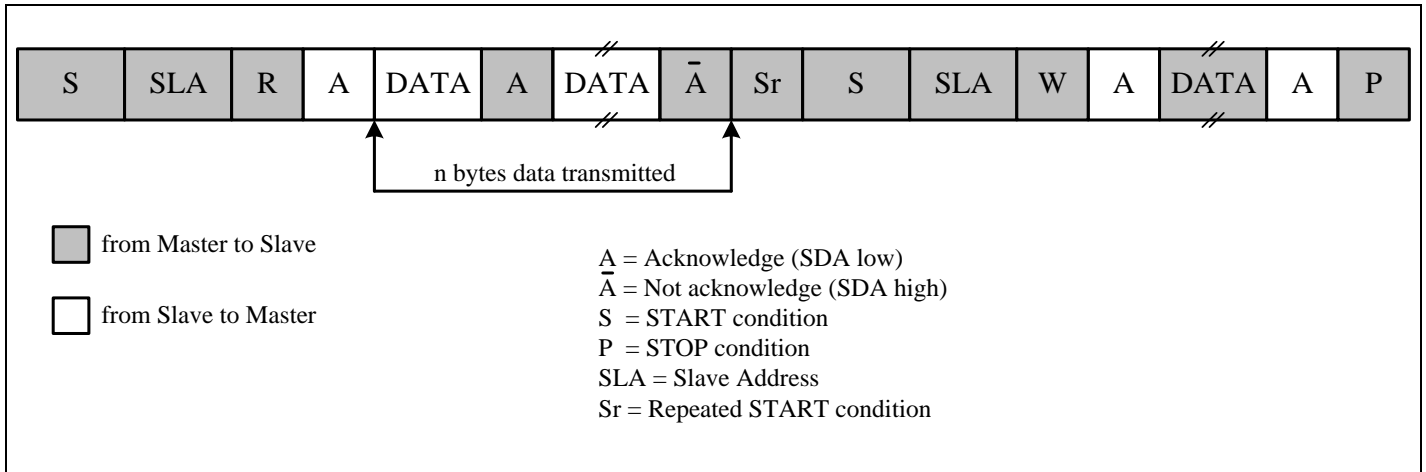 S SLA R A DATA A DATA Ā Sr S SLA W A DATA A P
n bytes data transmitted
from Master to Slave
from Slave to Master
A = Acknowledge (SDA low)
Ā = Not acknowledge (SDA high)
S = START condition
P = STOP condition
SLA = Slave Address
Sr = Repeated START condition